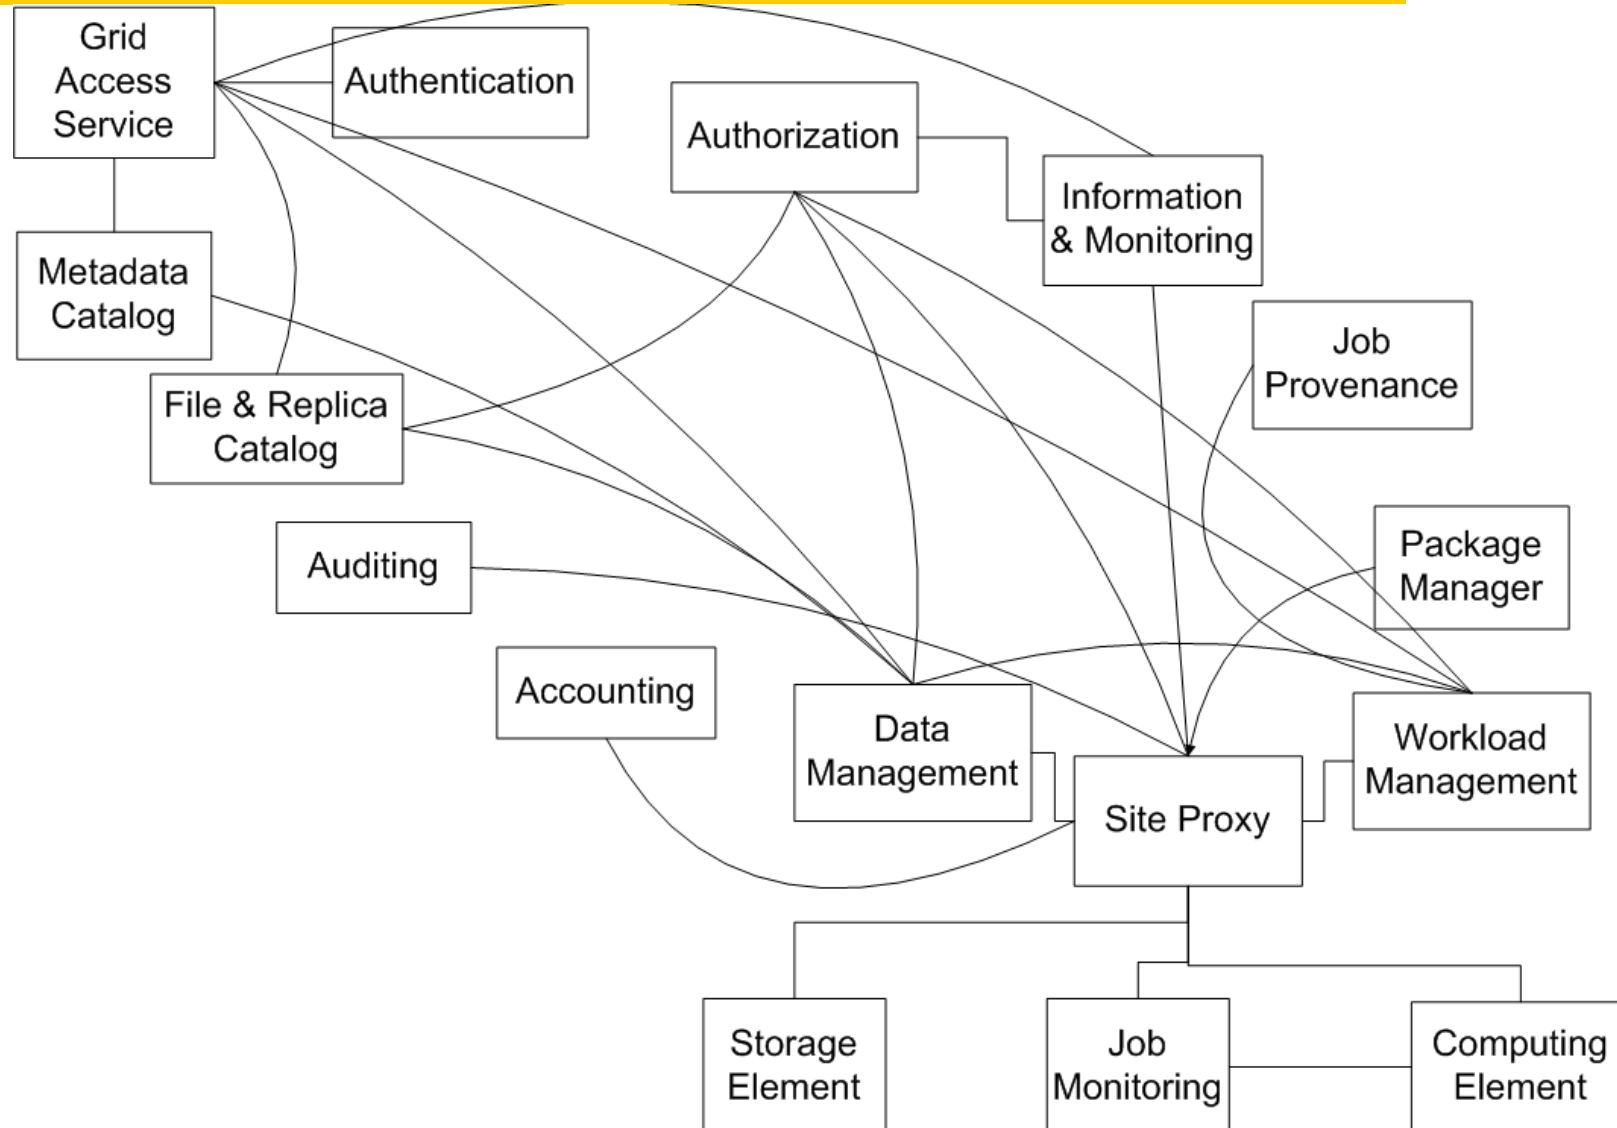 Grid
Access
Service
Authentication
Authorization
Information
& Monitoring
Metadata
Catalog
Job
Provenance
File & Replica
Catalog
Package
Manager
Auditing
Accounting
Data
Management
Workload
Management
Site Proxy
Storage
Element
Job
Monitoring
Computing
Element